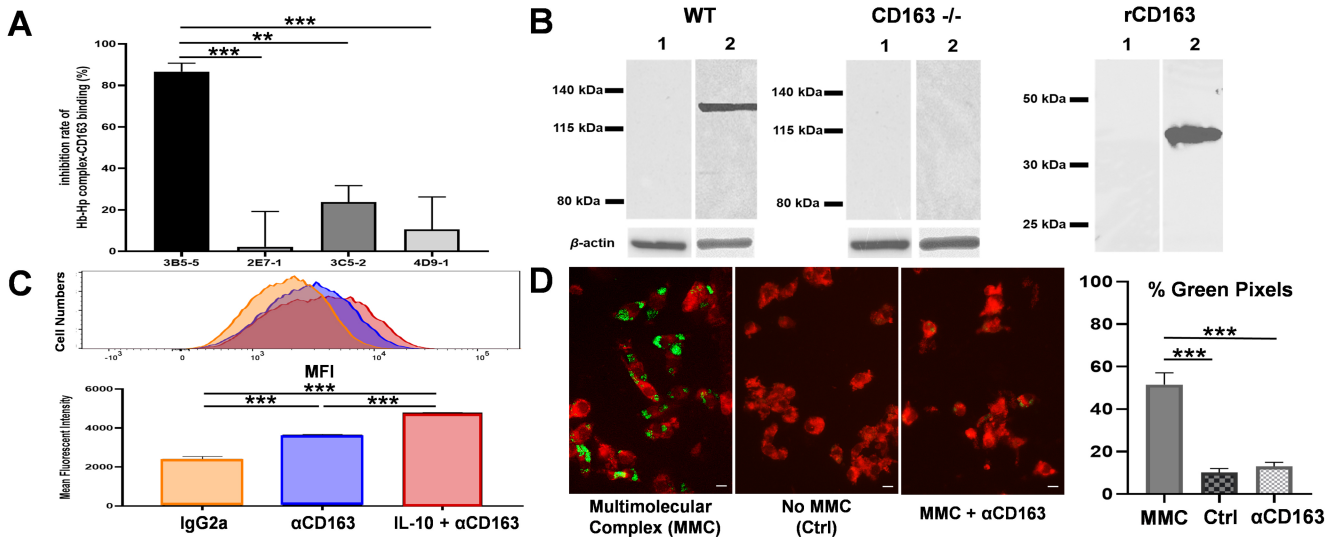 A
***
**
***
inhibition rate of
Hb-Hp complex-CD163 binding (%)
100
80
60
40
20
0
3B5-5 2E7-1 3C5-2 4D9-1
B
WT CD163 -/- rCD163
1 2 1 2 1 2
140 kDa
115 kDa
80 kDa
β-actin
140 kDa
115 kDa
80 kDa
50 kDa
30 kDa
25 kDa
C
Cell Numbers
-10³ 0 10³ 10⁴ 10⁵
MFI
Mean Fluorescent Intensity
6000
4000
2000
0
***
*** ***
IgG2a αCD163 IL-10 + αCD163
D
Multimolecular
Complex (MMC)
No MMC
(Ctrl)
MMC + αCD163
% Green Pixels
100
80
60
40
20
0
***
***
MMC Ctrl αCD163